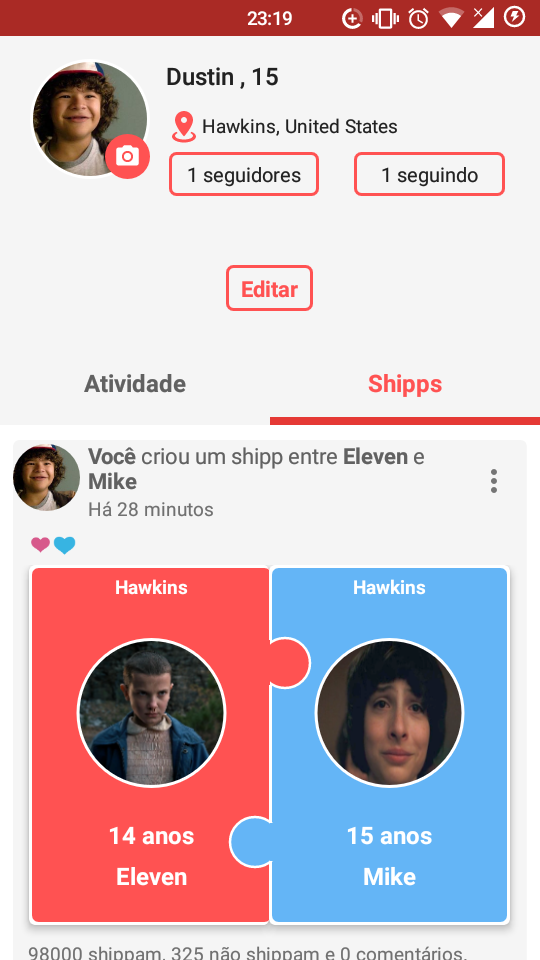 23:19
Dustin , 15
Hawkins, United States
1 seguidores
1 seguindo
Editar
Atividade
Shipps
Você criou um shipp entre Eleven e
Mike
Há 28 minutos
Hawkins
Hawkins
14 anos
15 anos
Eleven
Mike
98000 shippam, 325 não shippam e 0 comentários.